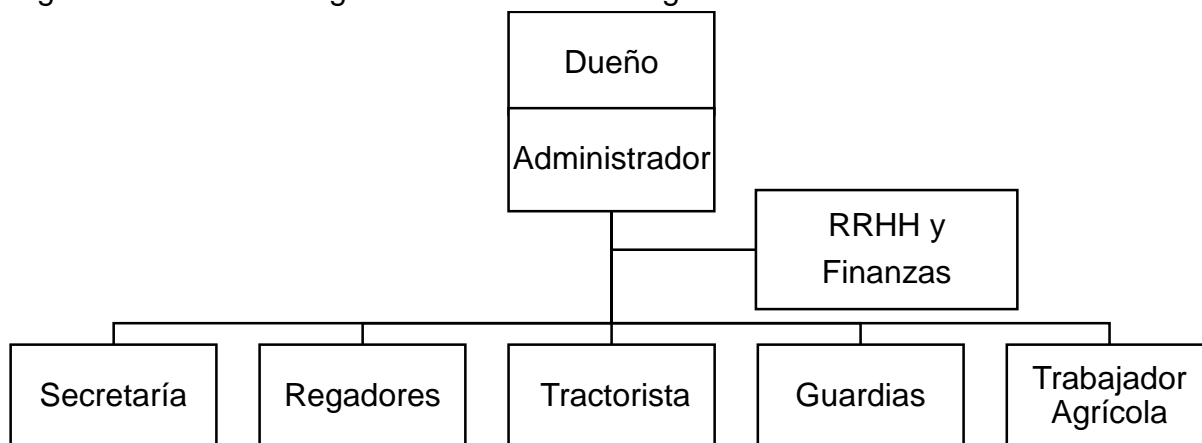 Dueño
Administrador
RRHH y
Finanzas
Secretaría
Regadores
Tractorista
Guardias
Trabajador
Agrícola